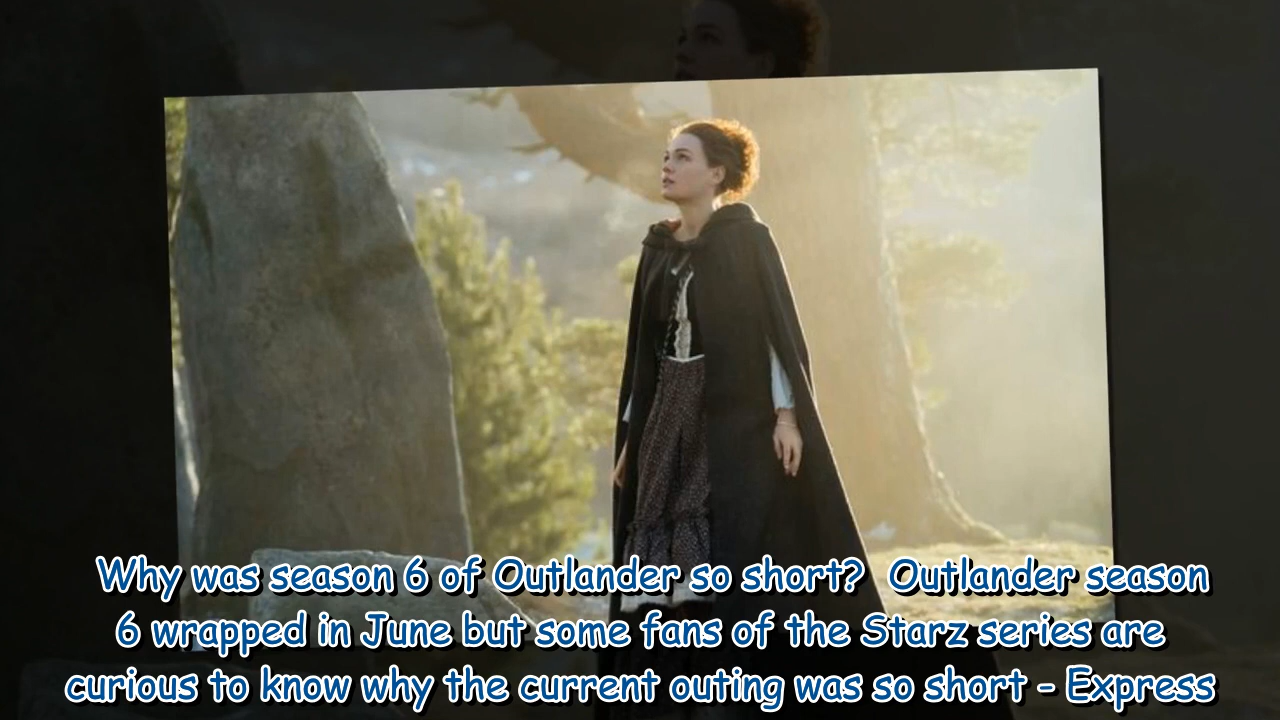 Why was season 6 of Outlander so short?  Outlander season
6 wrapped in June but some fans of the Starz series are
curious to know why the current outing was so short - Express